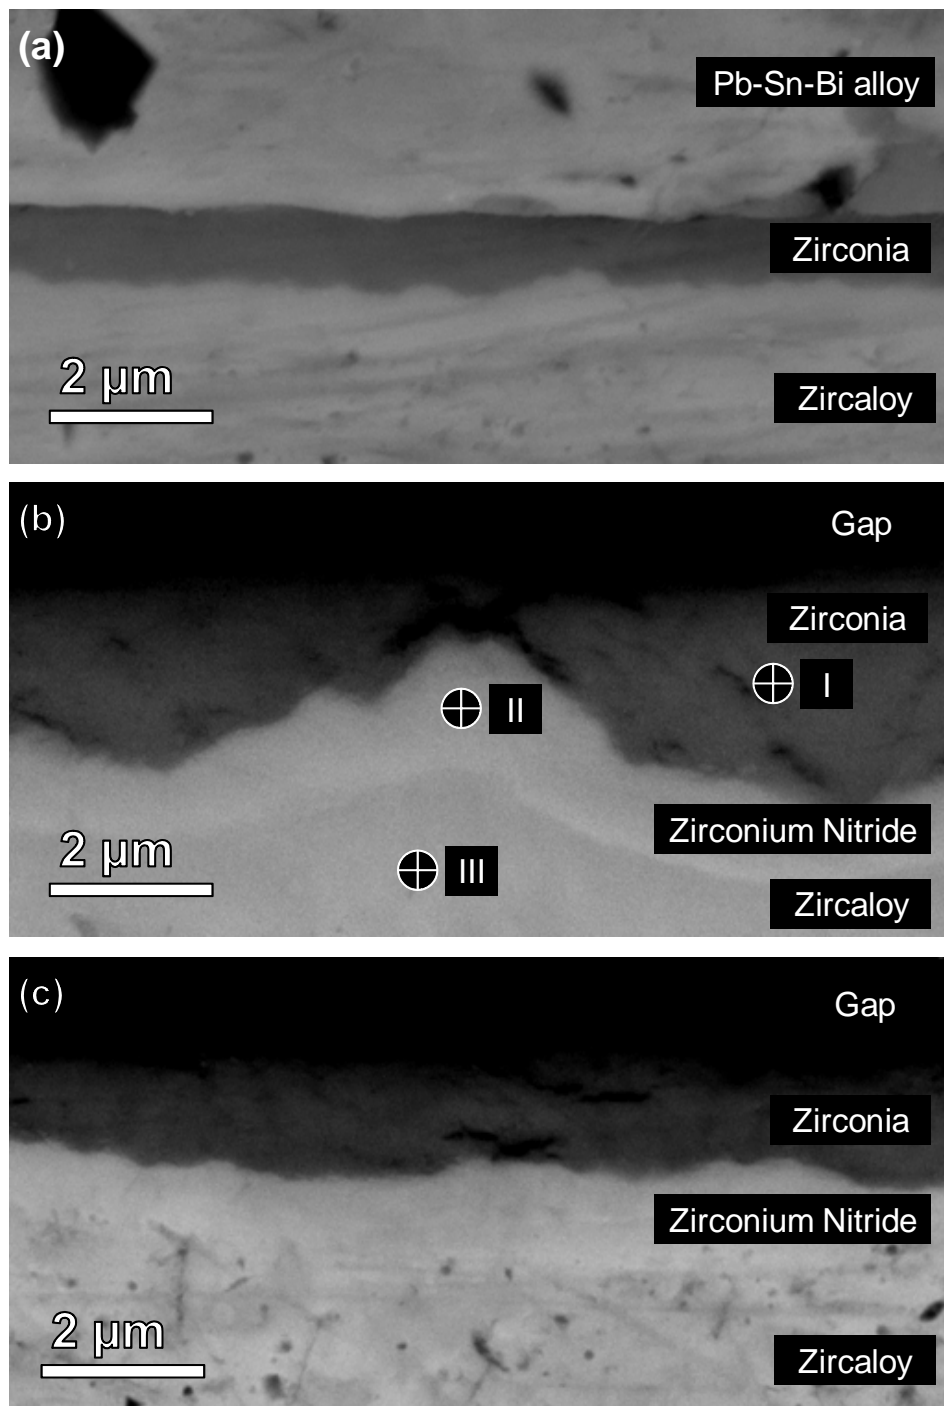 (a)
Pb-Sn-Bi alloy
Zirconia
2 μm
Zircaloy
(b)
Gap
Zirconia
I
II
Zirconium Nitride
2 μm
III
Zircaloy
(c)
Gap
Zirconia
Zirconium Nitride
2 μm
Zircaloy